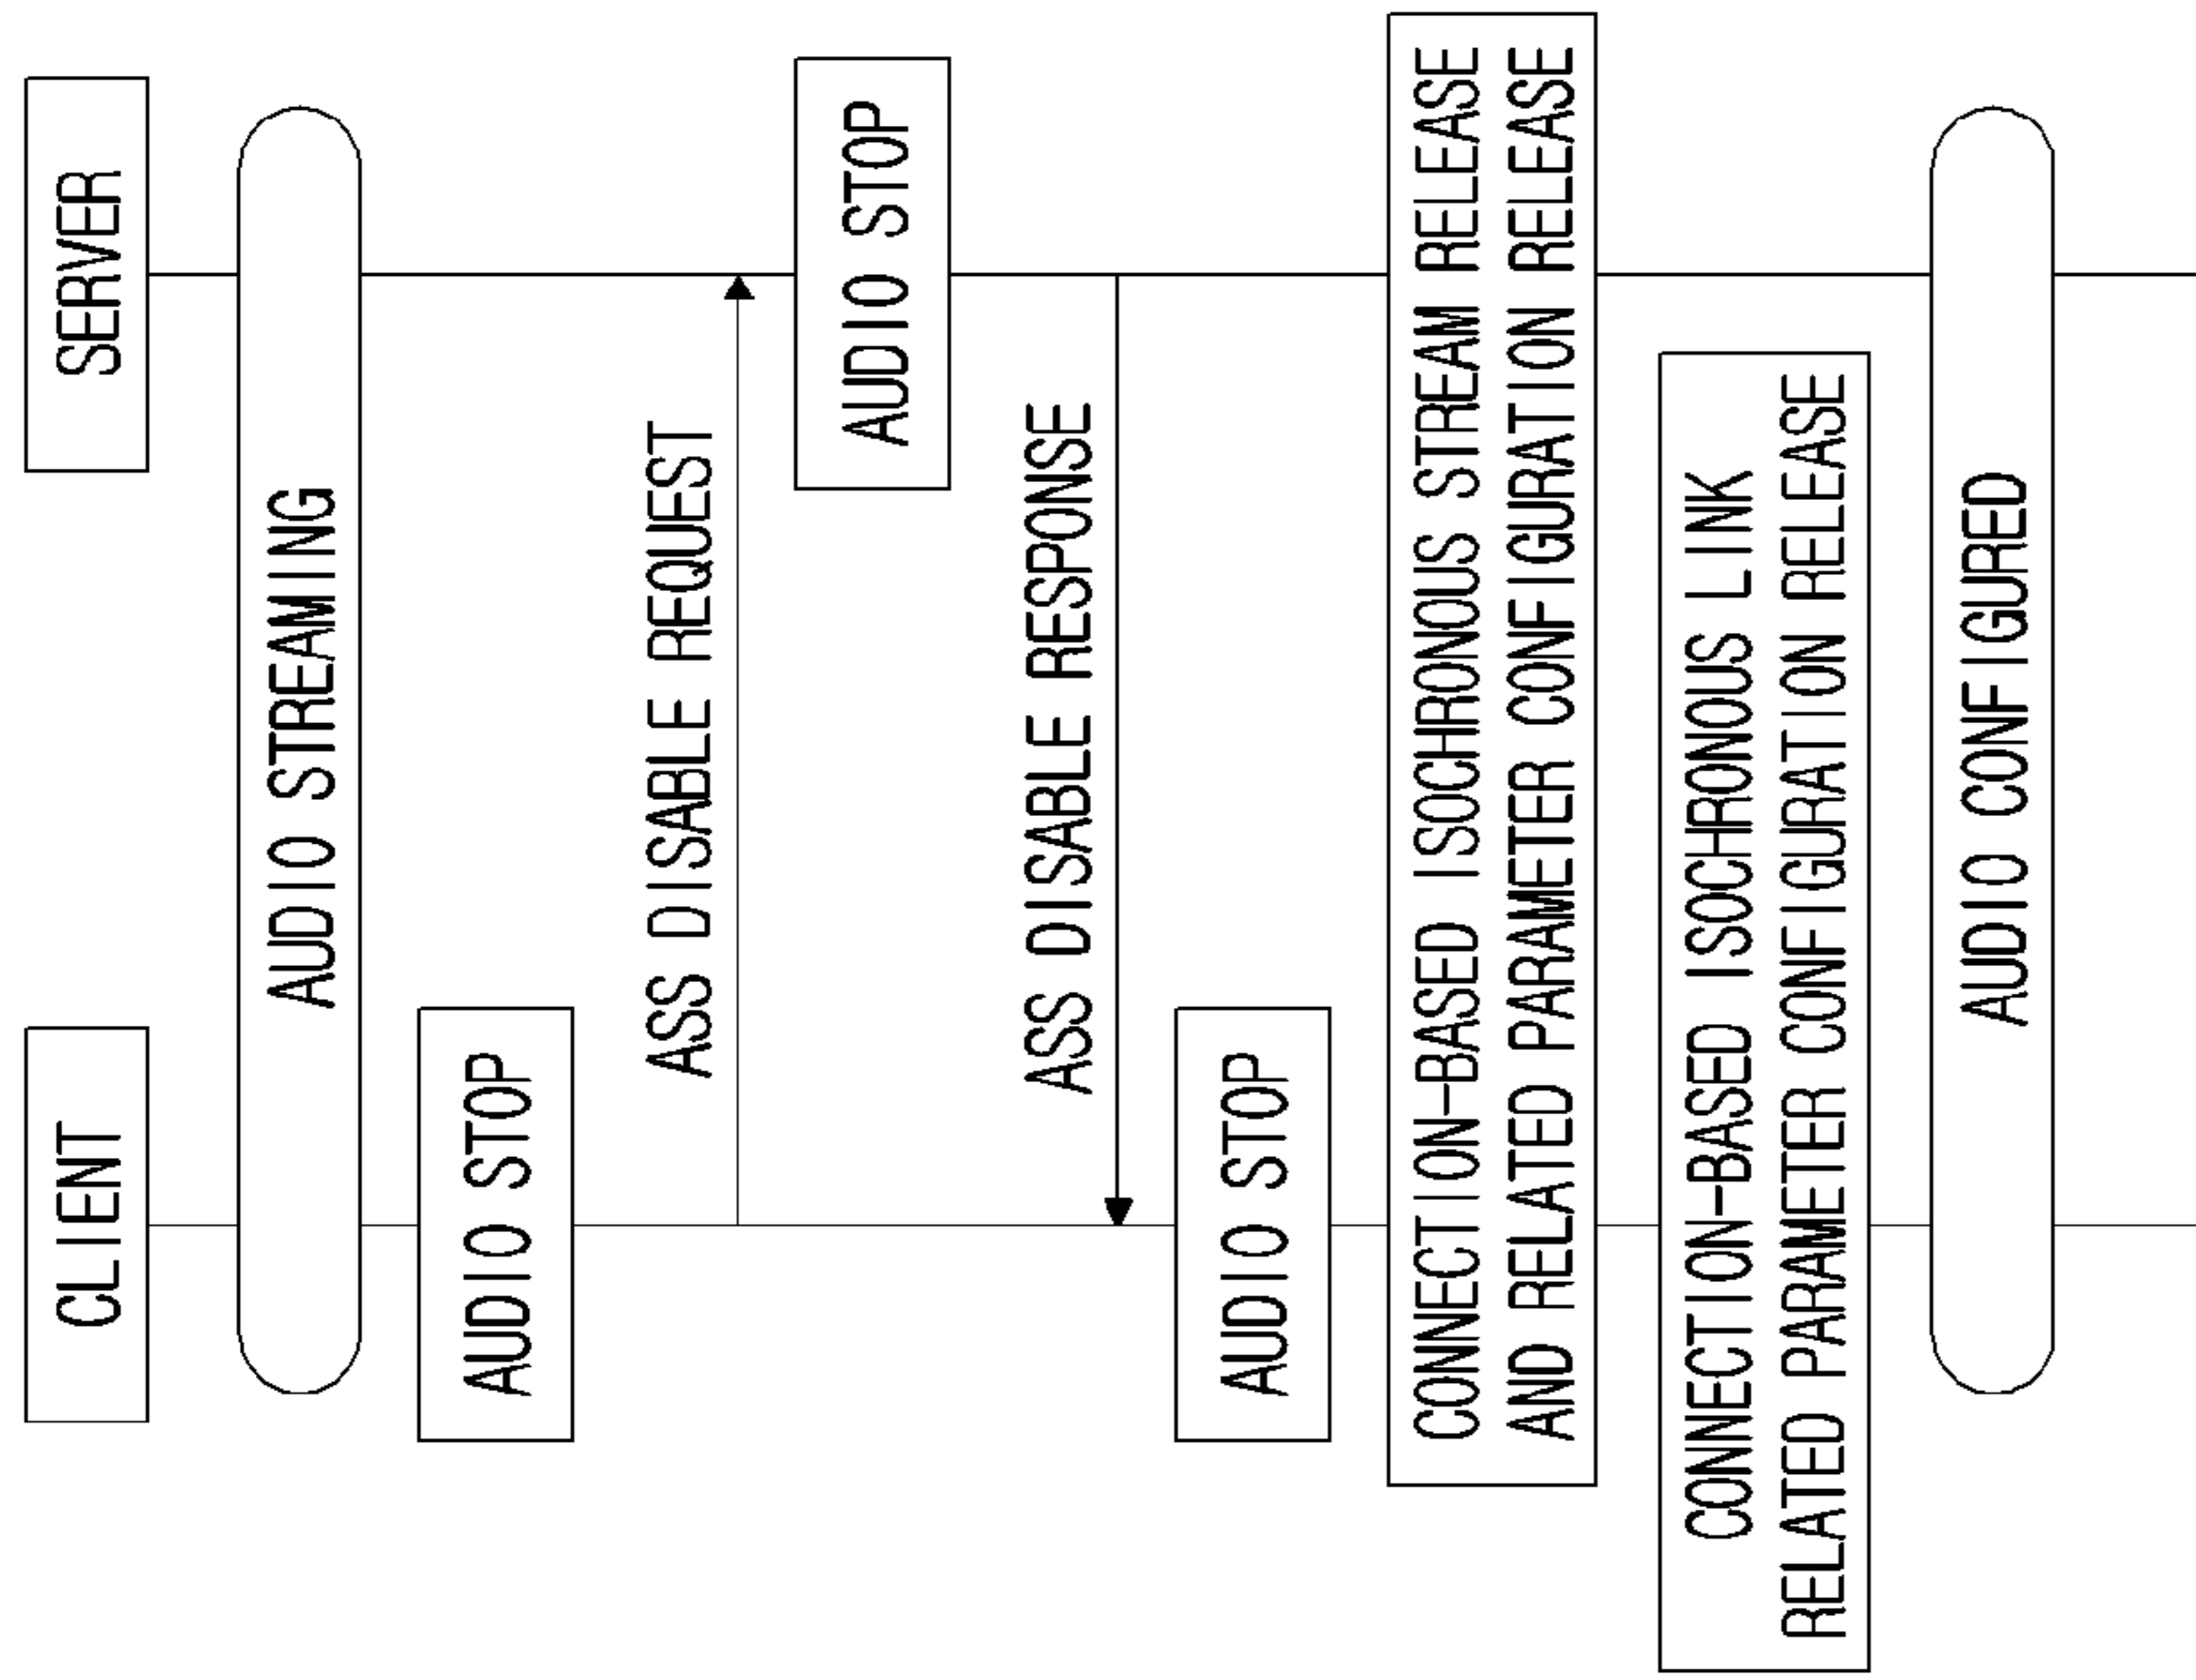 CLIENT
SERVER
AUDIO STREAMING
AUDIO STOP
ASS DISABLE REQUEST
AUDIO STOP
ASS DISABLE RESPONSE
AUDIO STOP
CONNECTION-BASED ISOCHRONOUS STREAM RELEASE
AND RELATED PARAMETER CONFIGURATION RELEASE
CONNECTION-BASED ISOCHRONOUS LINK
RELATED PARAMETER CONFIGURATION RELEASE
AUDIO CONFIGURED